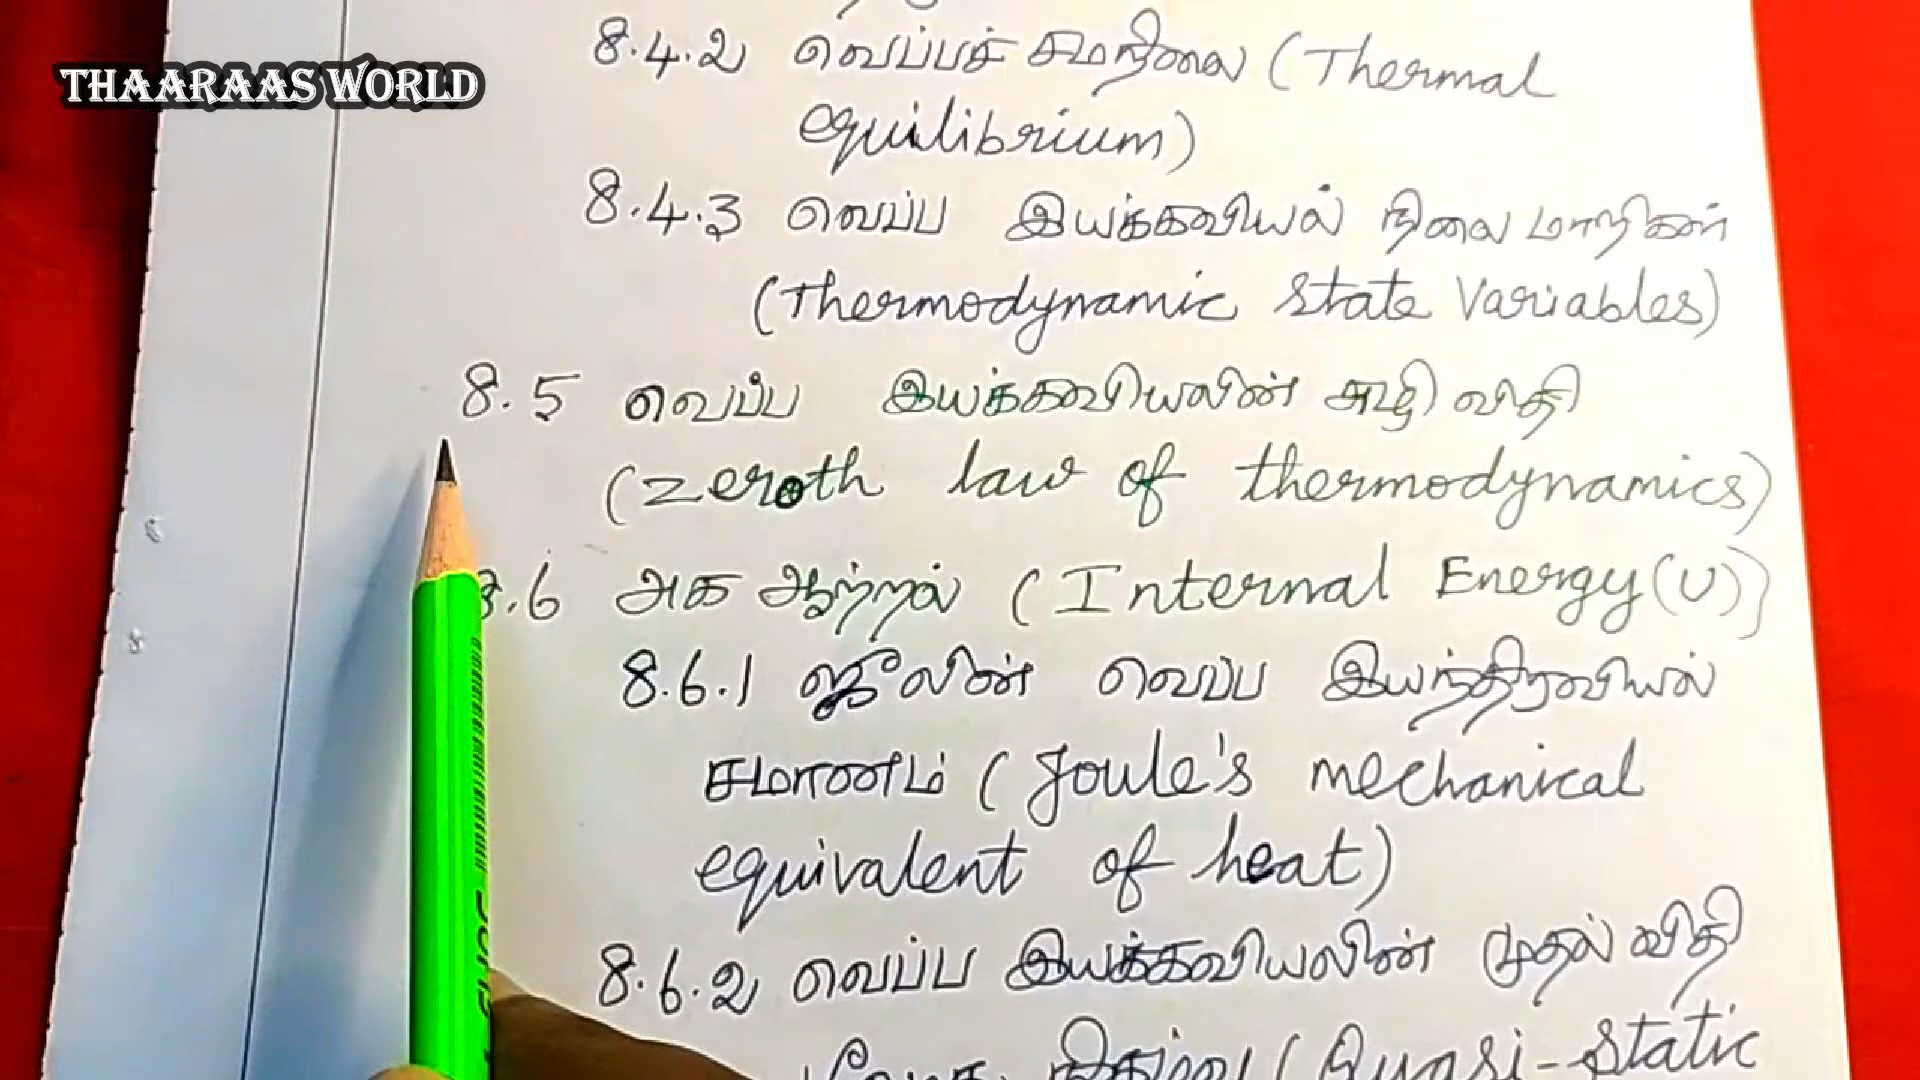 THAARAAS WORLD
8.4.2 வெப்பச் சமநிலை (Thermal
equilibrium)
8.4.3 வெப்ப இயக்கவியல் நிலை மாறிகள்
(Thermodynamic State Variables)
8.5 வெப்ப இயக்கவியலின் சுழி விதி
(Zeroth law of thermodynamics)
8.6 அக ஆற்றல் (Internal Energy (U))
8.6.1 ஜூலின் வெப்ப இயந்திரவியல்
சமானம் (Joule's mechanical
equivalent of heat)
8.6.2 வெப்ப இயக்கவியலின் முதல் விதி
(Quasi-Static